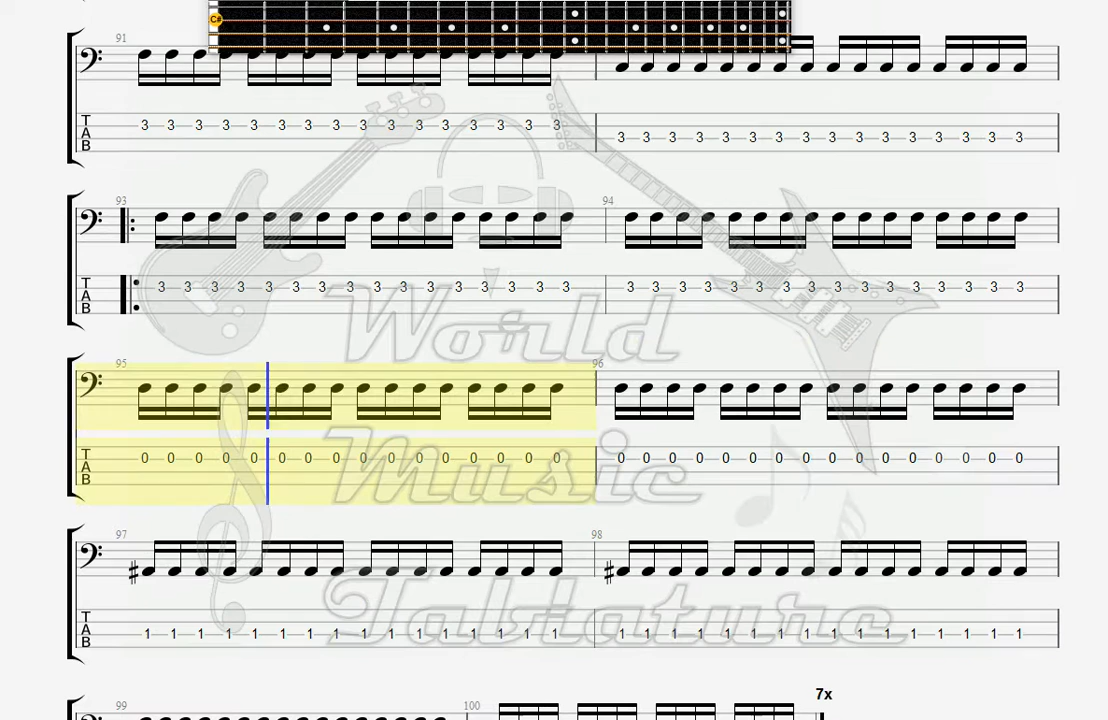 C#
91
T 3 3 3 3 3 3 3 3 3 3 3 3 3 3 3 3
A 3 3 3 3 3 3 3 3 3 3 3 3 3 3 3 3
B
93 94
T 3 3 3 3 3 3 3 3 3 3 3 3 3 3 3 3 3 3 3 3 3 3 3 3 3 3 3 3 3 3 3 3
A
B
World
95 96
T 0 0 0 0 0 0 0 0 0 0 0 0 0 0 0 0 0 0 0 0 0 0 0 0 0 0 0 0 0 0 0
A
B
Music
97 98
T
A 1 1 1 1 1 1 1 1 1 1 1 1 1 1 1 1 1 1 1 1 1 1 1 1 1 1 1 1 1 1 1 1
B
Tablature
7x
99 100